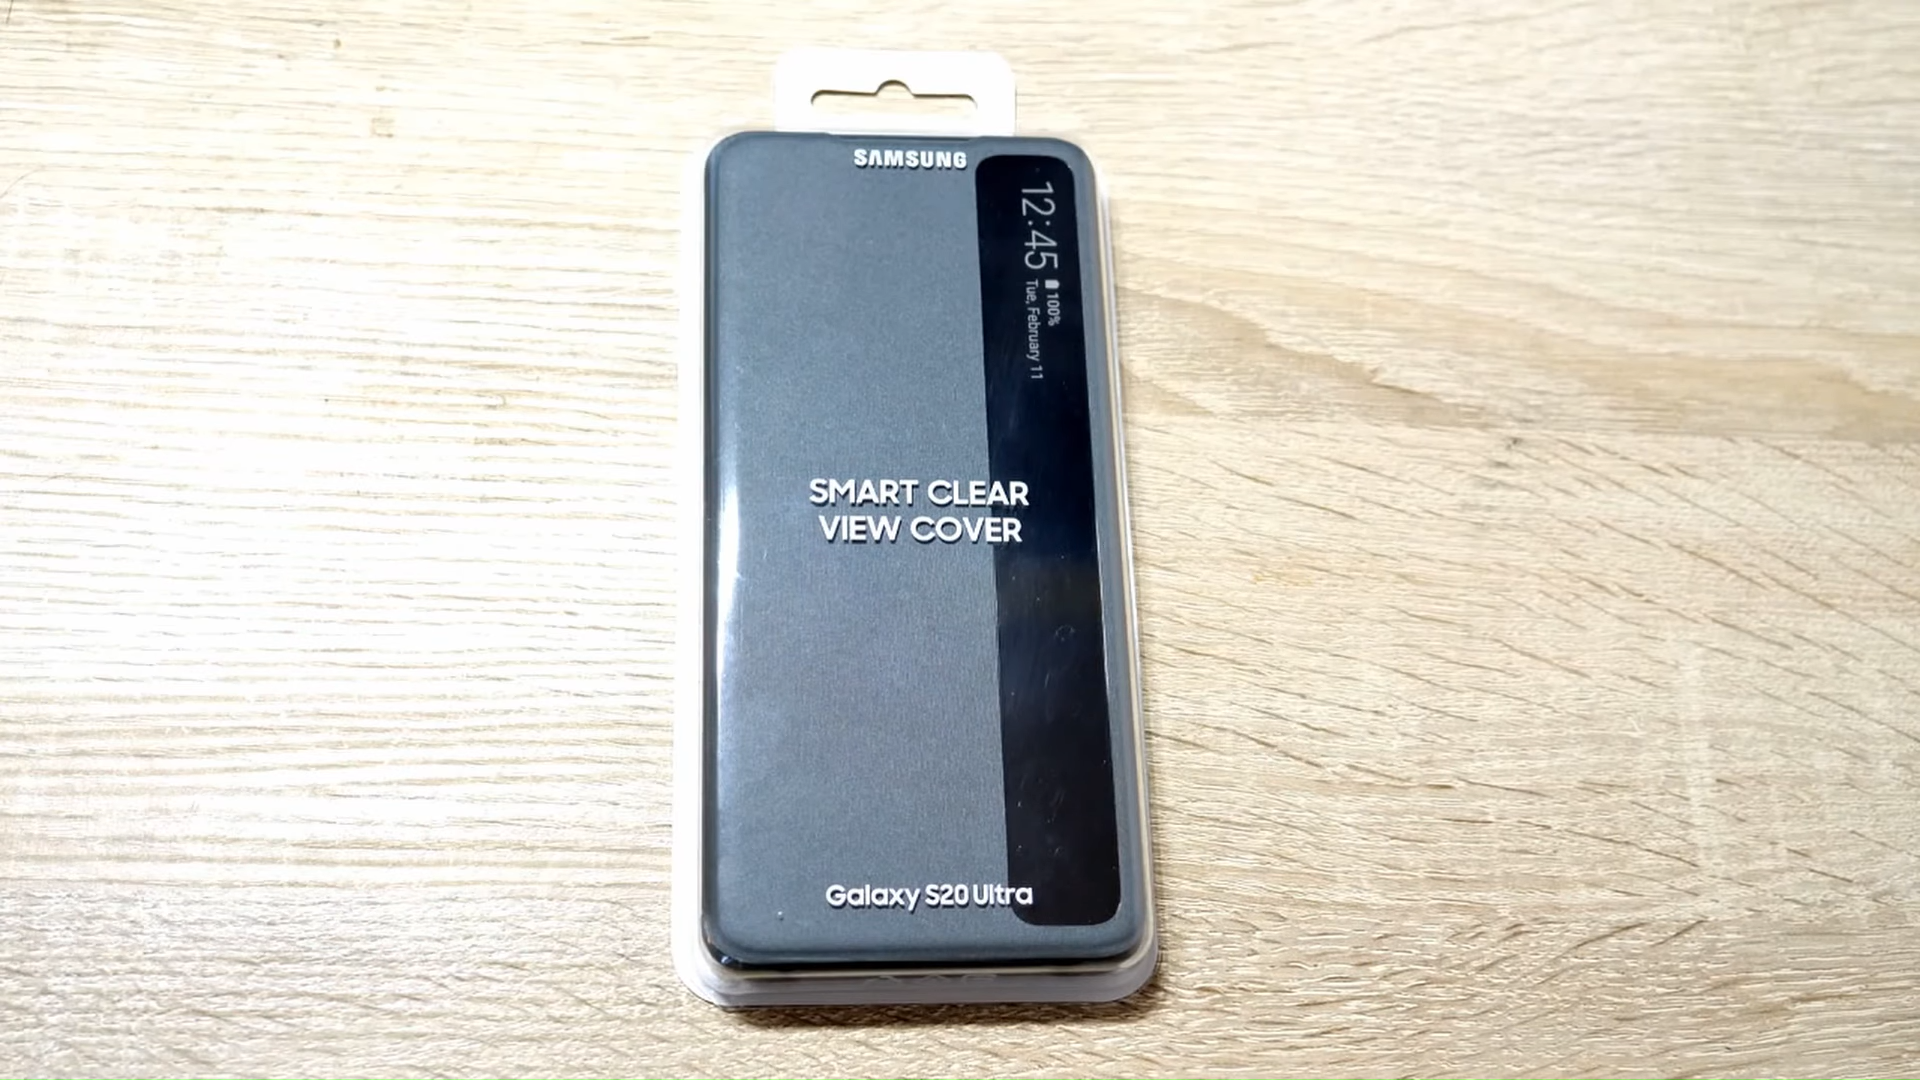 SAMSUNG
12:45
100%
Tue, February 11
SMART CLEAR
VIEW COVER
Galaxy S20 Ultra